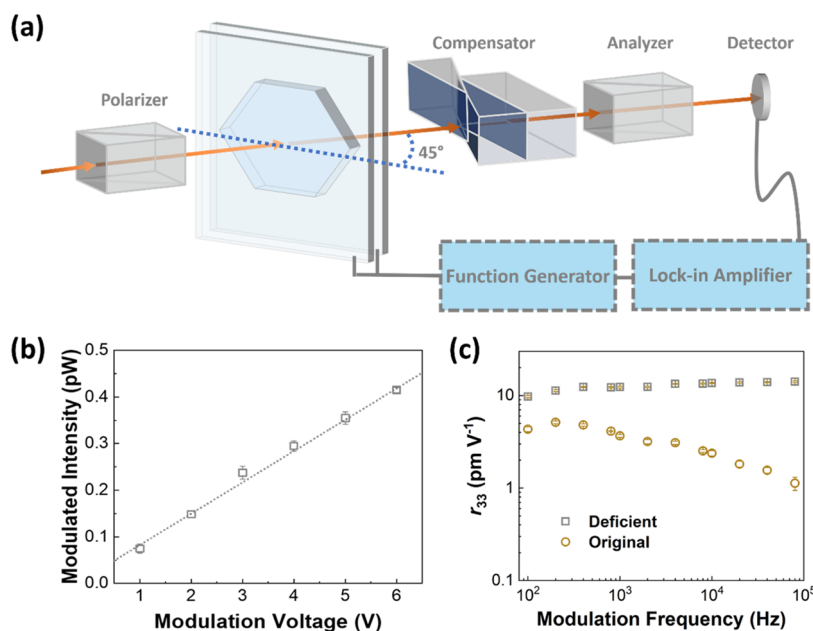 (a)
Polarizer
Compensator
Analyzer
Detector
45°
Function Generator
Lock-in Amplifier
(b)
Modulated Intensity (pW)
0.5
0.4
0.3
0.2
0.1
0.0
1 2 3 4 5 6
Modulation Voltage (V)
(c)
r₃₃ (pm V⁻¹)
10
1
0.1
Deficient
Original
10² 10³ 10⁴ 10⁵
Modulation Frequency (Hz)